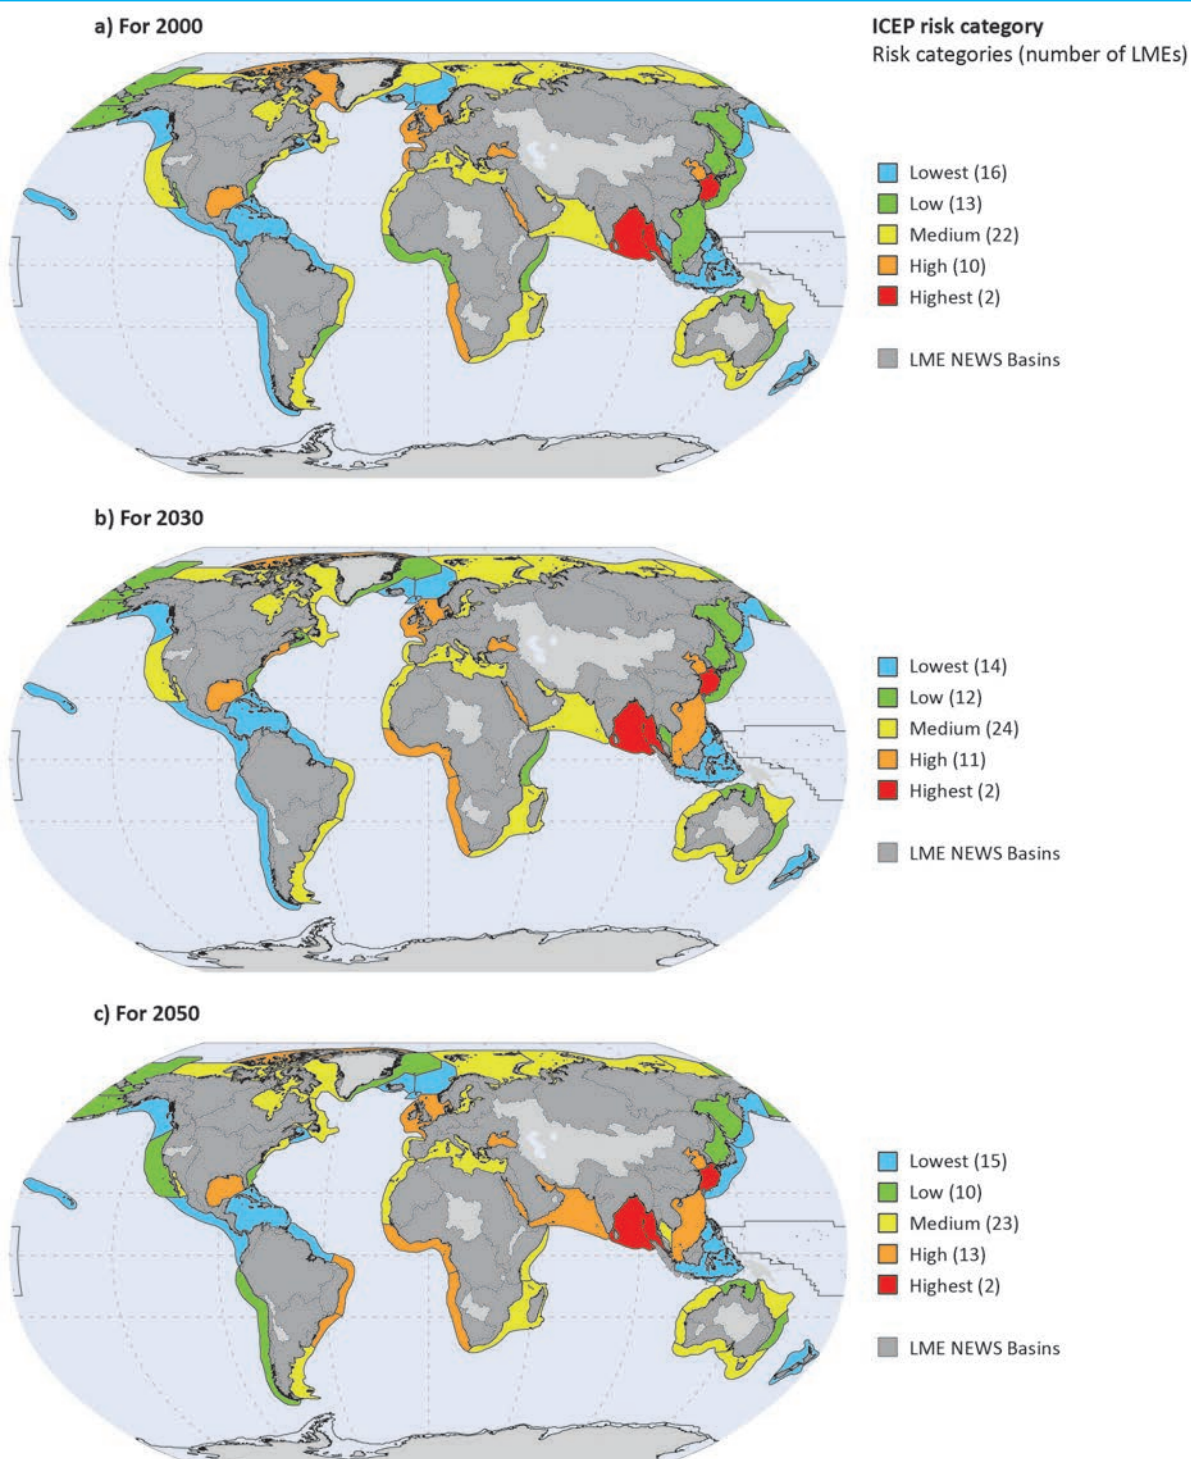 a) For 2000
ICEP risk category
Risk categories (number of LMEs)
Lowest (16)
Low (13)
Medium (22)
High (10)
Highest (2)
LME NEWS Basins
b) For 2030
Lowest (14)
Low (12)
Medium (24)
High (11)
Highest (2)
LME NEWS Basins
c) For 2050
Lowest (15)
Low (10)
Medium (23)
High (13)
Highest (2)
LME NEWS Basins